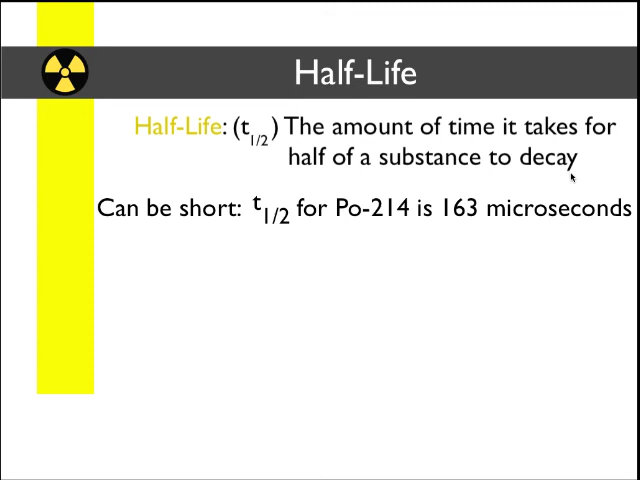 Half-Life
Half-Life: (t1/2) The amount of time it takes for
half of a substance to decay
Can be short: t1/2 for Po-214 is 163 microseconds